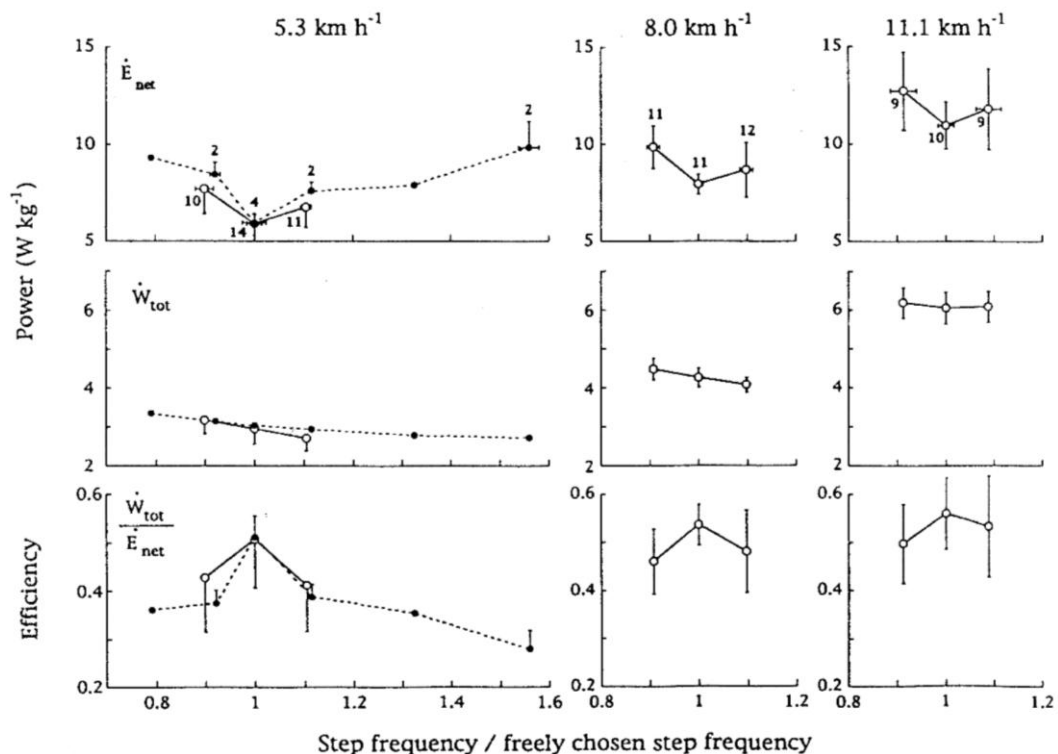 5.3 km h-1 8.0 km h-1 11.1 km h-1
15 15 15
Ėnet
2 2 2
10 4 11 11 12 10 9 10 9
10 14 11
5 5 5
Power (W kg-1)
Ẇtot
6 6 6
4 4 4
2 2 2
0.6 0.6 0.6
Ẇtot
Ėnet
0.4 0.4 0.4
Efficiency
0.2 0.2 0.2
0.8 1 1.2 1.4 1.6 0.8 1 1.2 0.8 1 1.2
Step frequency / freely chosen step frequency